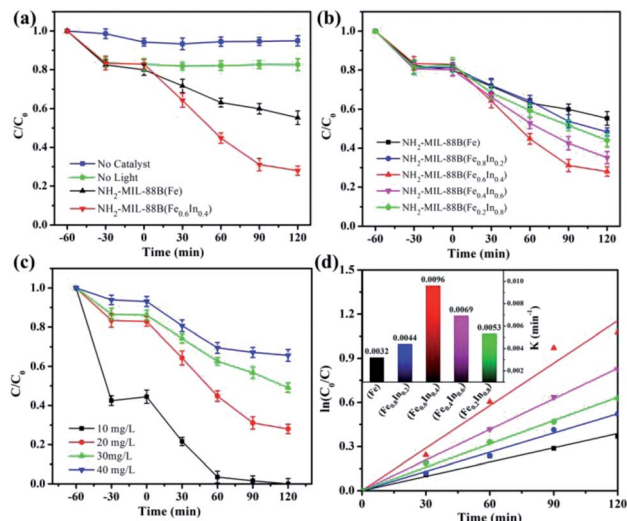 (a)
1.0
0.8
0.6
0.4
0.2
0.0
C/C0
No Catalyst
No Light
NH2-MIL-88B(Fe)
NH2-MIL-88B(Fe0.6In0.4)
-60 -30 0 30 60 90 120
Time (min)
(b)
1.0
0.8
0.6
0.4
0.2
0.0
C/C0
NH2-MIL-88B(Fe)
NH2-MIL-88B(Fe0.8In0.2)
NH2-MIL-88B(Fe0.6In0.4)
NH2-MIL-88B(Fe0.4In0.6)
NH2-MIL-88B(Fe0.2In0.8)
-60 -30 0 30 60 90 120
Time (min)
(c)
1.0
0.8
0.6
0.4
0.2
0.0
C/C0
10 mg/L
20 mg/L
30mg/L
40 mg/L
-60 -30 0 30 60 90 120
Time (min)
(d)
1.5
1.2
0.9
0.6
0.3
0.0
ln(C0/C)
0.0032
0.0044
0.0096
0.0069
0.0053
(Fe)
(Fe0.8In0.2)
(Fe0.6In0.4)
(Fe0.4In0.6)
(Fe0.2In0.8)
0.010
0.008
0.006
0.004
0.002
K (min-1)
0 30 60 90 120
Time (min)